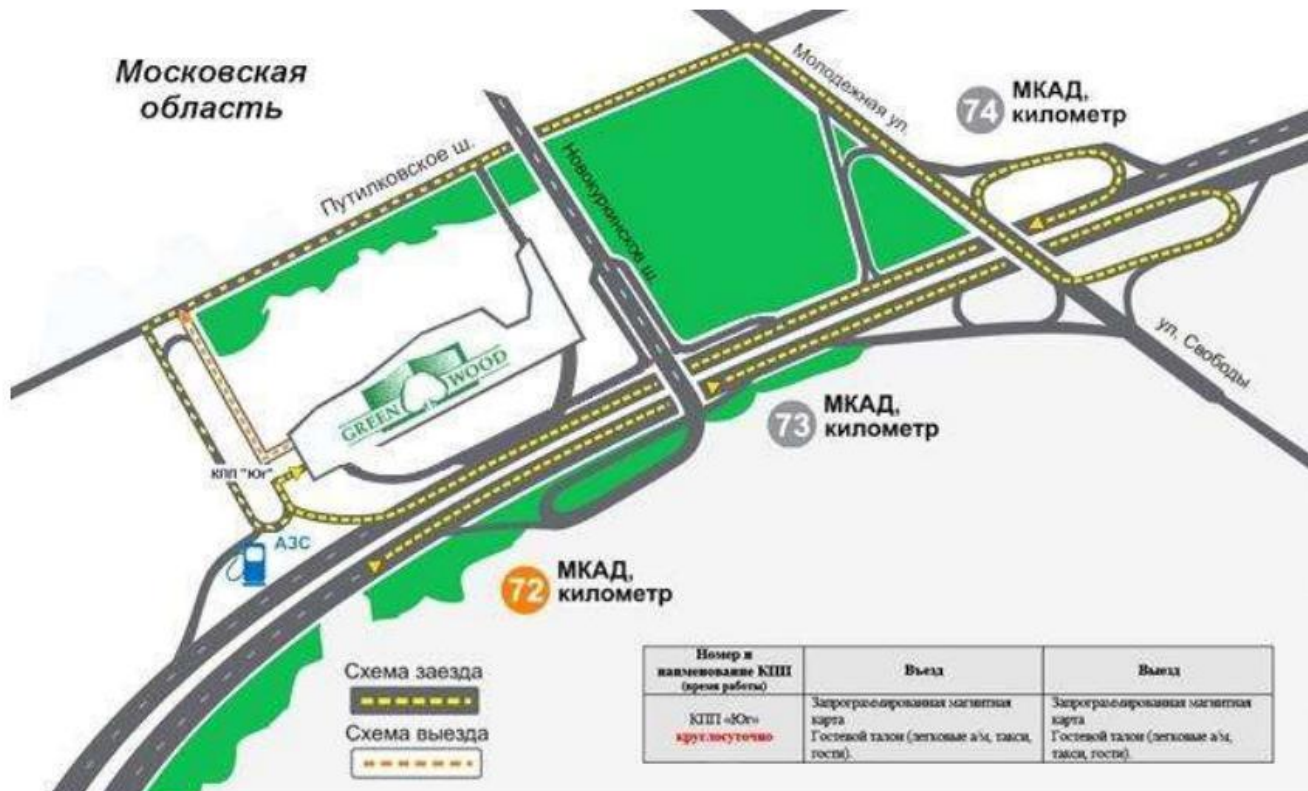 Московская
область
Путилковское ш.
Новокуркинское ш.
Молодежная ул.
74
МКАД,
километр
ул. Свободы
GREEN WOOD
КПП "Юг"
АЗС
73
МКАД,
километр
72
МКАД,
километр
Схема заезда
Схема выезда
Номер и
наименование КПП
(время работы)
Въезд
Выезд
КПП «Юг»
круглосуточно
Запрограммированная магнитная
карта
Гостевой талон (легковые а/м, такси,
гости).
Запрограммированная магнитная
карта
Гостевой талон (легковые а/м,
такси, гости).